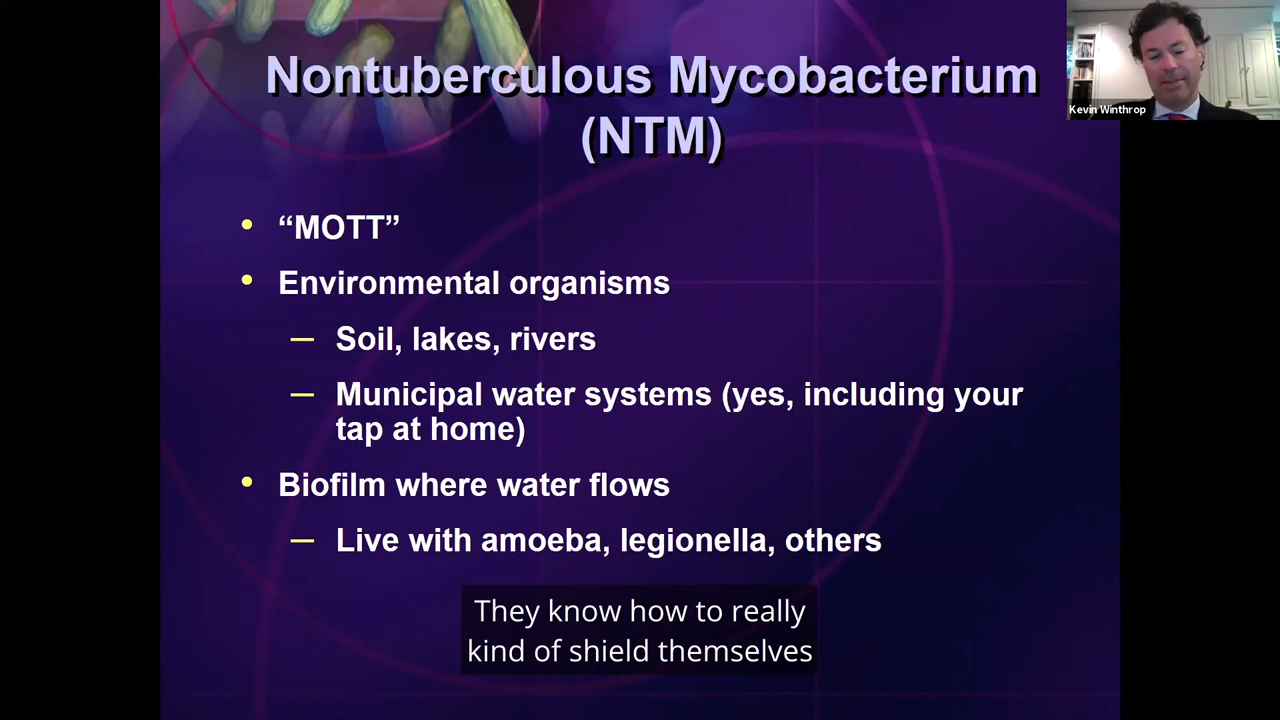 Nontuberculous Mycobacterium
(NTM)
Kevin Winthrop
• “MOTT”
• Environmental organisms
– Soil, lakes, rivers
– Municipal water systems (yes, including your
tap at home)
• Biofilm where water flows
– Live with amoeba, legionella, others
They know how to really
kind of shield themselves